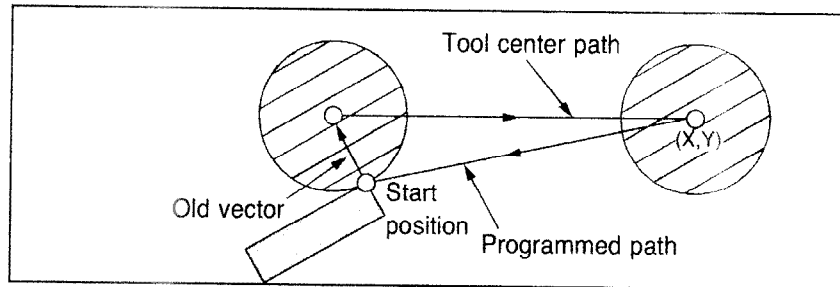 Tool center path
(X,Y)
Old vector
Start
position
Programmed path